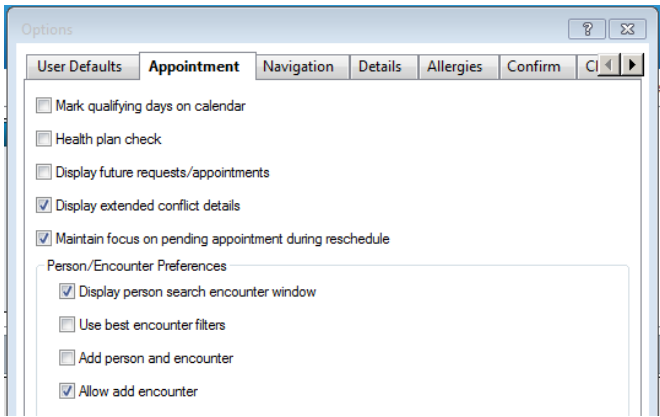 Options
User Defaults Appointment Navigation Details Allergies Confirm
Mark qualifying days on calendar
Health plan check
Display future requests/appointments
Display extended conflict details
Maintain focus on pending appointment during reschedule
Person/Encounter Preferences
Display person search encounter window
Use best encounter filters
Add person and encounter
Allow add encounter